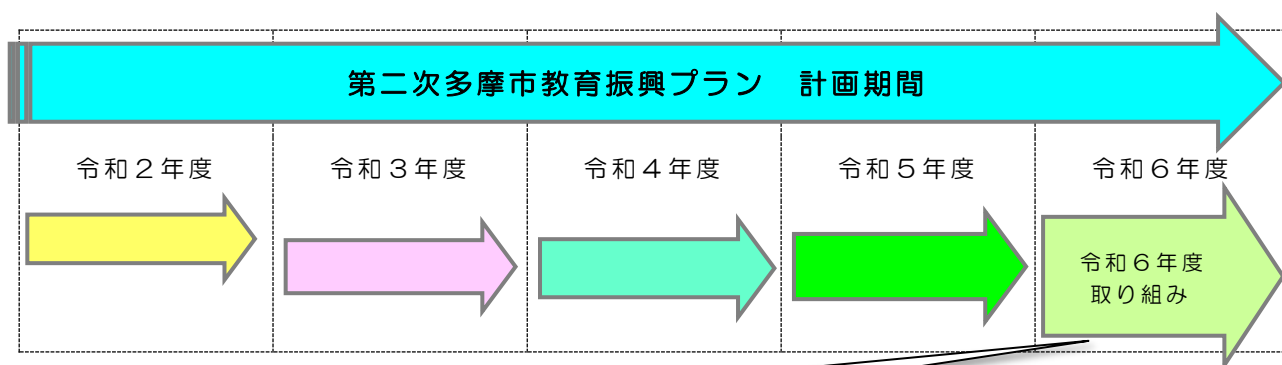 第二次多摩市教育振興プラン　計画期間
令和２年度
令和３年度
令和４年度
令和５年度
令和６年度
令和６年度
取り組み